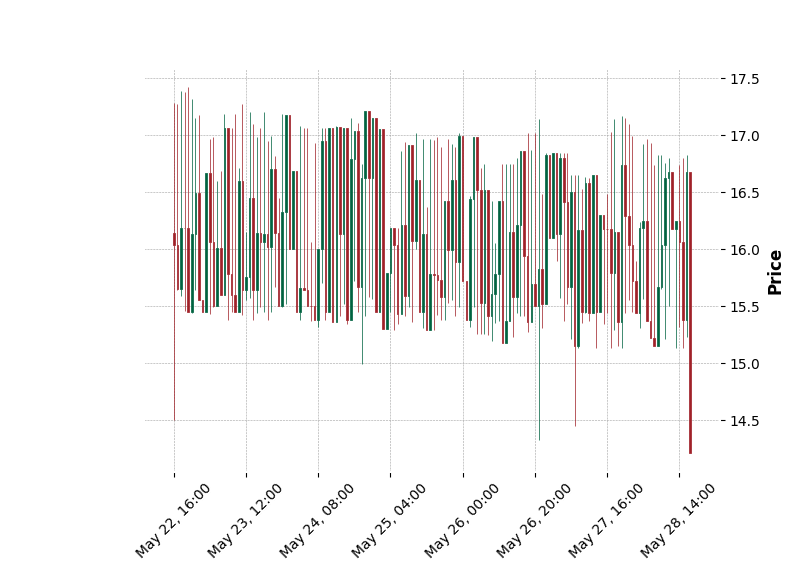 17.5
17.0
16.5
16.0
15.5
15.0
14.5
Price
May 22, 16:00
May 23, 12:00
May 24, 08:00
May 25, 04:00
May 26, 00:00
May 26, 20:00
May 27, 16:00
May 28, 14:00